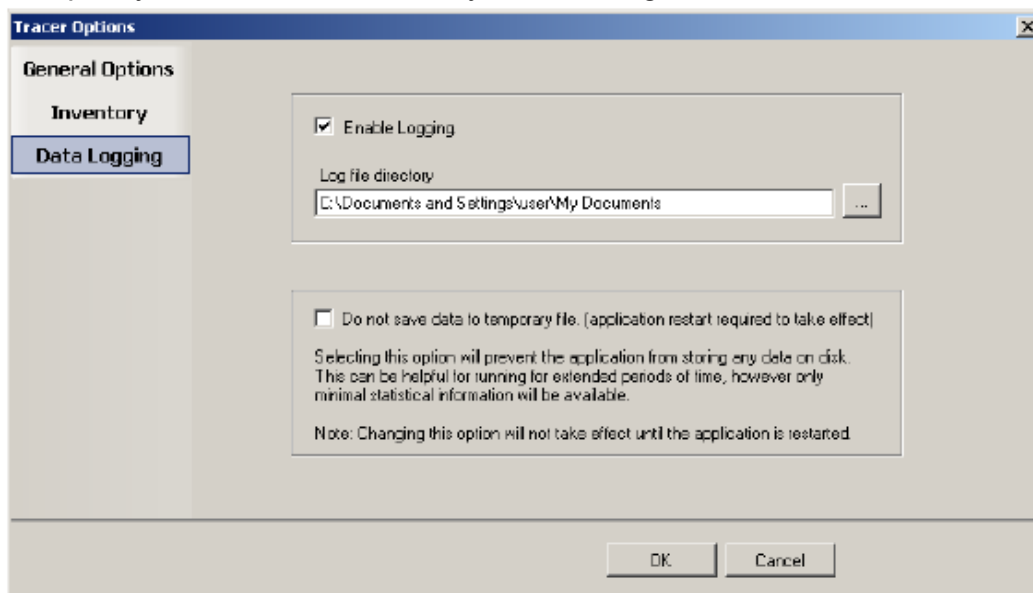 Tracer Options
General Options
Inventory
Data Logging
Enable Logging
Log file directory
C:\Documents and Settings\user\My Documents
...
Do not save data to temporary file. (application restart required to take effect)
Selecting this option will prevent the application from storing any data on disk.
This can be helpful for running for extended periods of time, however only
minimal statistical information will be available.
Note: Changing this option will not take effect until the application is restarted.
OK
Cancel